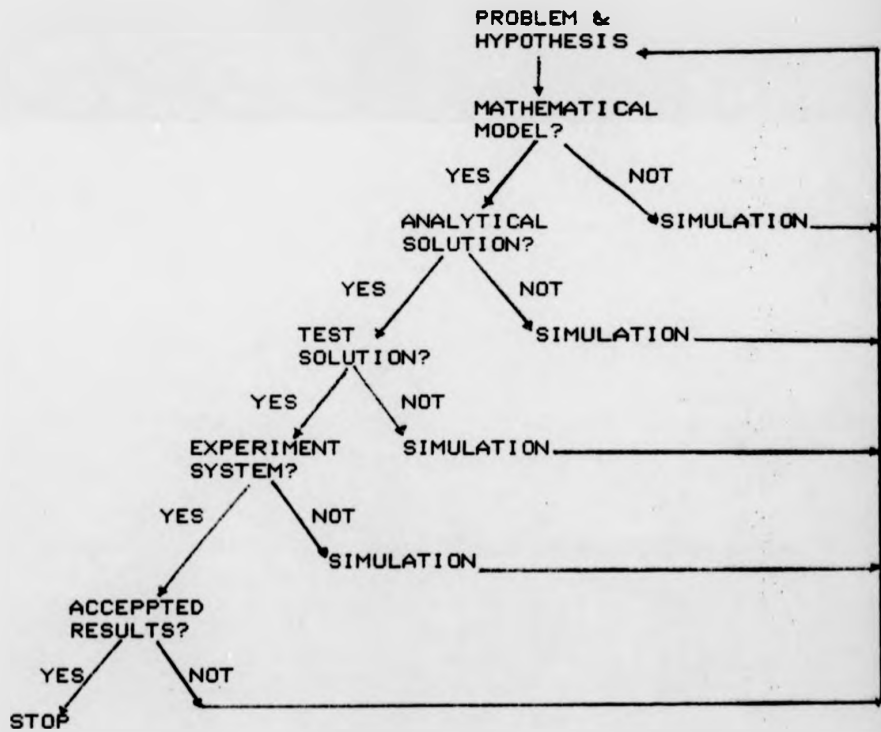 PROBLEM &
HYPOTHESIS
MATHEMATICAL
MODEL?
YES
NOT
ANALYTICAL
SOLUTION?
SIMULATION
YES
NOT
TEST
SOLUTION?
SIMULATION
YES
NOT
EXPERIMENT
SYSTEM?
SIMULATION
YES
NOT
SIMULATION
ACCEPPTED
RESULTS?
YES
NOT
STOP